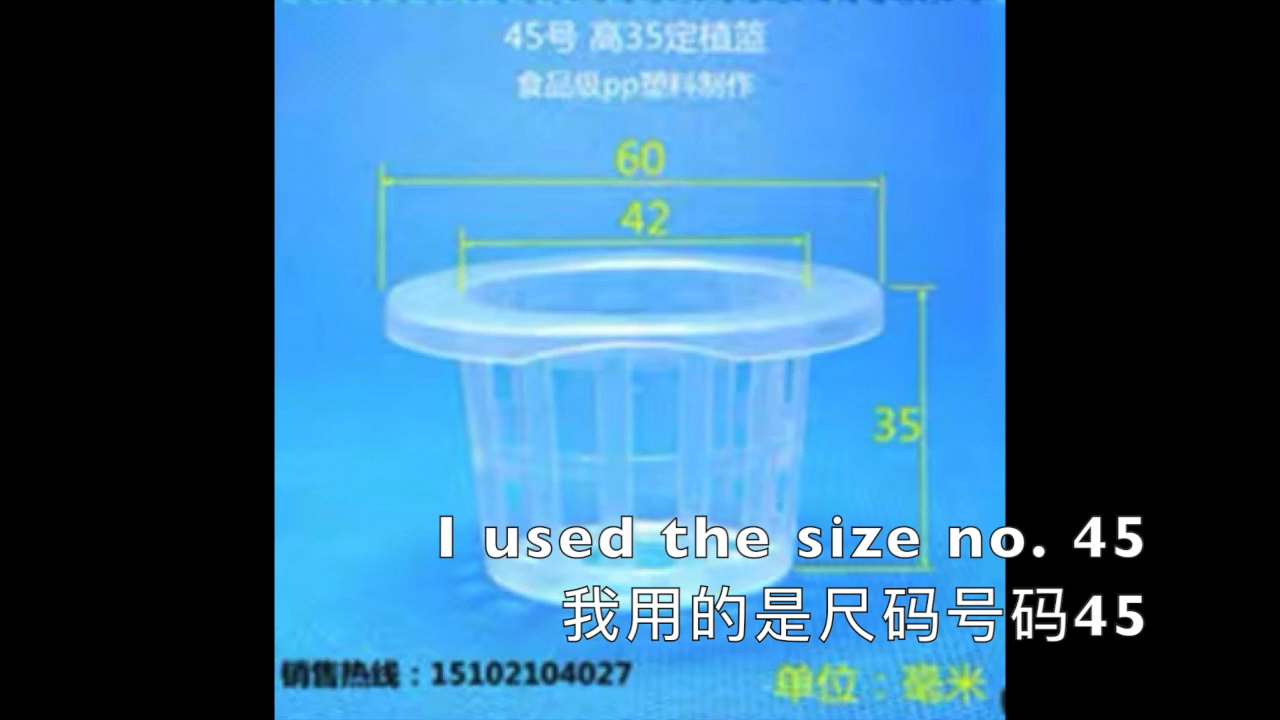 45号 高35定植篮
食品级pp塑料制作
60
42
35
I used the size no. 45
我用的是尺码号码45
销售热线：15102104027
单位：毫米